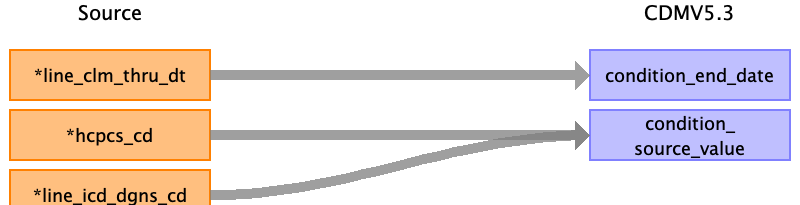 Source
CDMV5.3
*line_clm_thru_dt
condition_end_date
*hcpcs_cd
condition_
source_value
*line_icd_dgns_cd